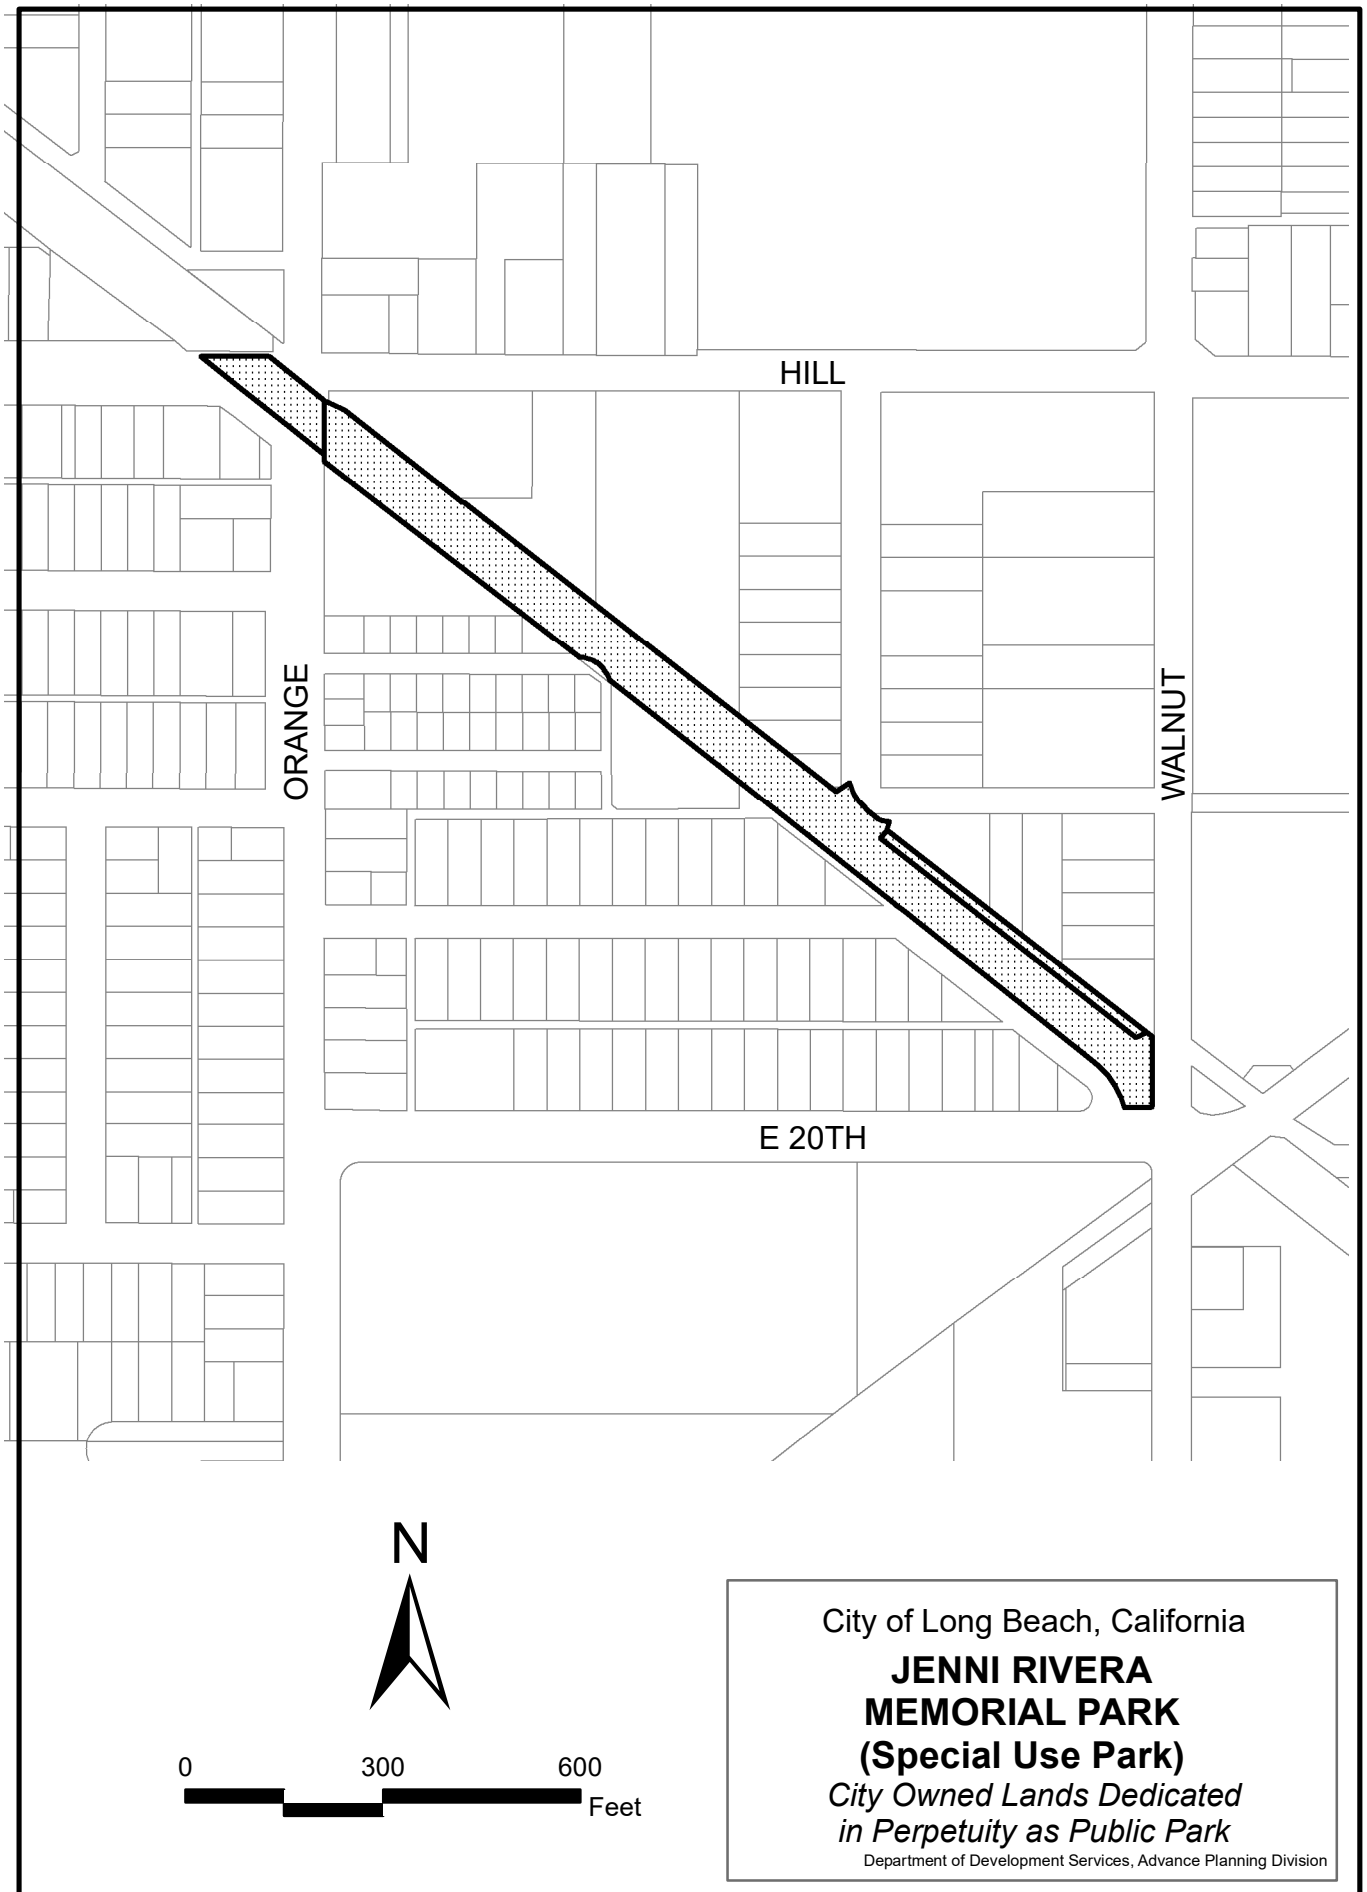 HILL
ORANGE
WALNUT
E 20TH
N
0 300 600
Feet
City of Long Beach, California
JENNI RIVERA
MEMORIAL PARK
(Special Use Park)
City Owned Lands Dedicated
in Perpetuity as Public Park
Department of Development Services, Advance Planning Division